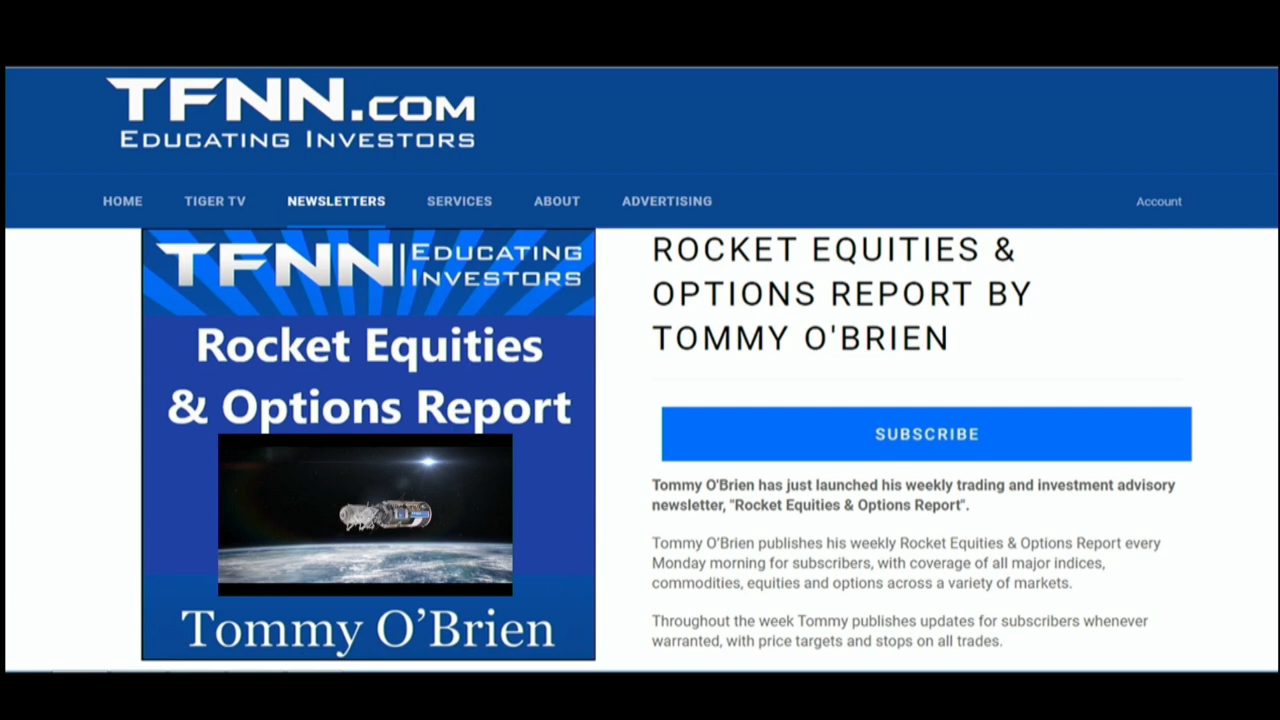 TFNN.COM
EDUCATING INVESTORS
HOME TIGER TV NEWSLETTERS SERVICES ABOUT ADVERTISING Account
TFNN EDUCATING
INVESTORS
Rocket Equities
& Options Report
Tommy O’Brien
ROCKET EQUITIES &
OPTIONS REPORT BY
TOMMY O'BRIEN
SUBSCRIBE
Tommy O'Brien has just launched his weekly trading and investment advisory
newsletter, "Rocket Equities & Options Report".
Tommy O’Brien publishes his weekly Rocket Equities & Options Report every
Monday morning for subscribers, with coverage of all major indices,
commodities, equities and options across a variety of markets.
Throughout the week Tommy publishes updates for subscribers whenever
warranted, with price targets and stops on all trades.